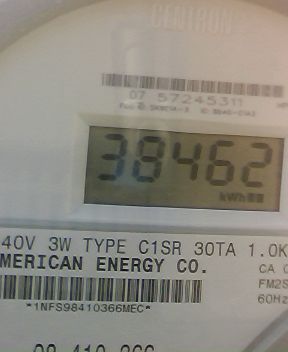 CENTRON
07 57245311
38462
kWh
40V 3W TYPE C1SR 30TA 1.0K
MERICAN ENERGY CO.
CA 0
FM2S
60Hz
*1NFS98410366MEC*